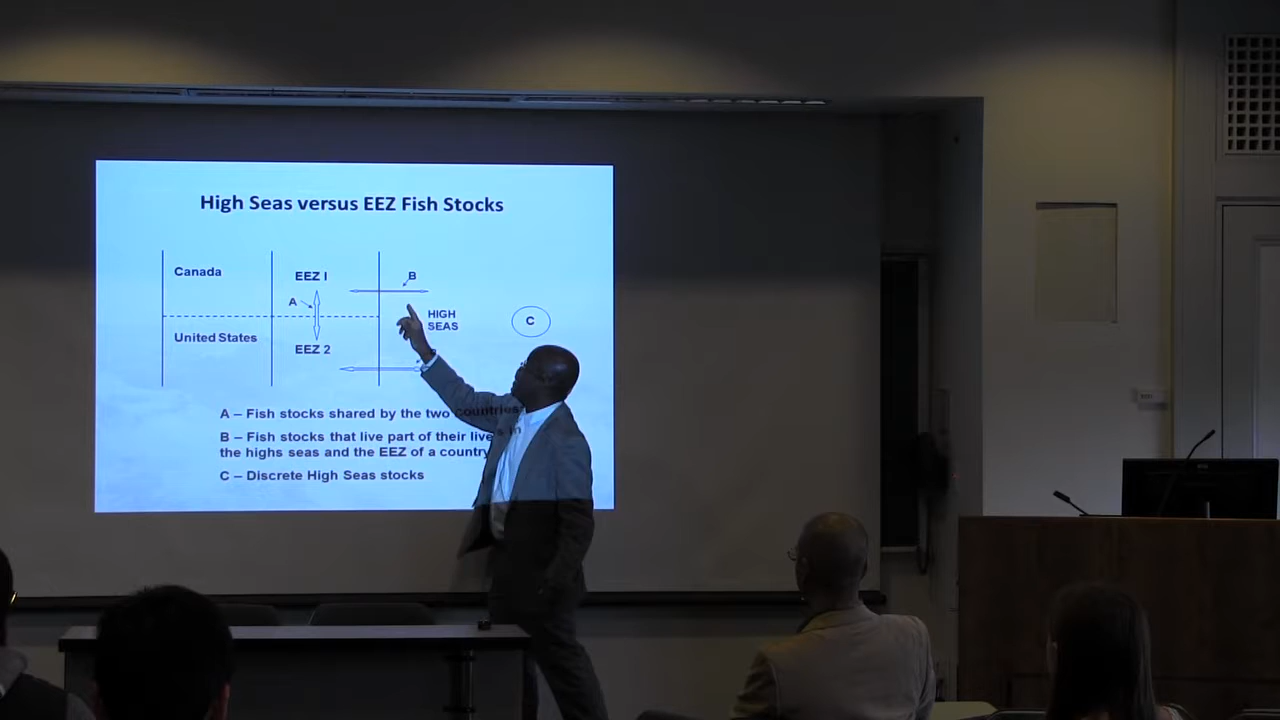 High Seas versus EEZ Fish Stocks
Canada
EEZ I
B
A
HIGH
SEAS
C
United States
EEZ 2
A – Fish stocks shared by the two countries
B – Fish stocks that live part of their lives in
the highs seas and the EEZ of a country
C – Discrete High Seas stocks